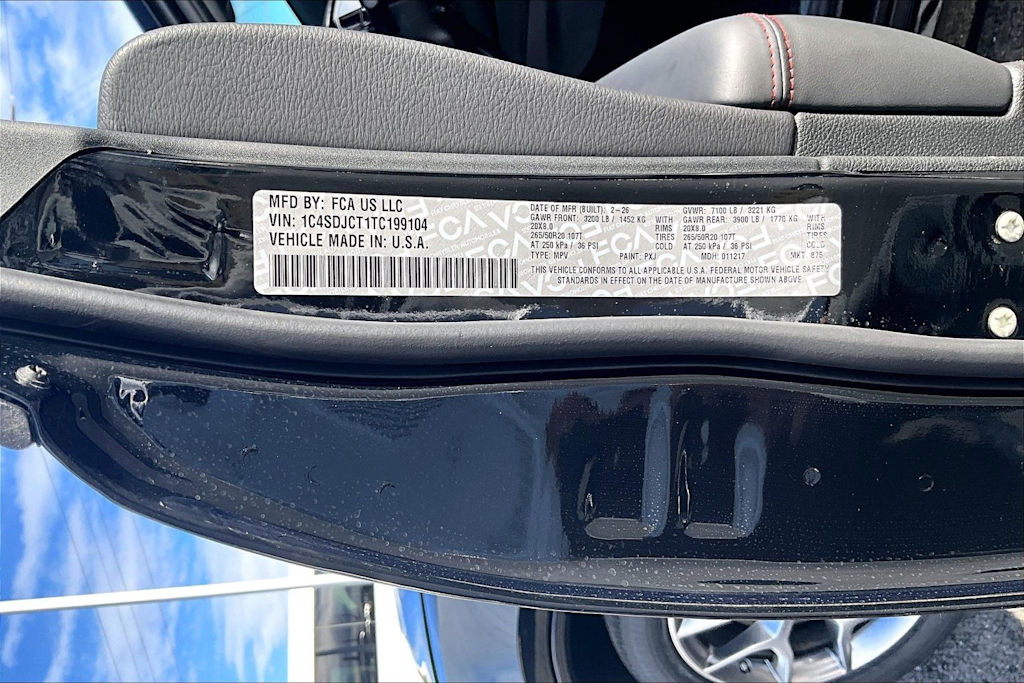 MFD BY: FCA US LLC
VIN: 1C4SDJCT1TC199104
VEHICLE MADE IN: U.S.A.
DATE OF MFR (BUILT): 2-26 GVWR: 7100 LB / 3221 KG
GAWR FRONT: 3200 LB / 1452 KG WITH GAWR REAR: 3900 LB / 1770 KG WITH
20X8.0 RIMS 20X8.0 RIMS
265/50R20 107T TIRES 265/50R20 107T TIRES
AT 250 kPa / 36 PSI COLD AT 250 kPa / 36 PSI COLD
TYPE: MPV PAINT: PXJ MDH: 011217 MKT: 875
THIS VEHICLE CONFORMS TO ALL APPLICABLE U.S.A. FEDERAL MOTOR VEHICLE SAFETY
STANDARDS IN EFFECT ON THE DATE OF MANUFACTURE SHOWN ABOVE.